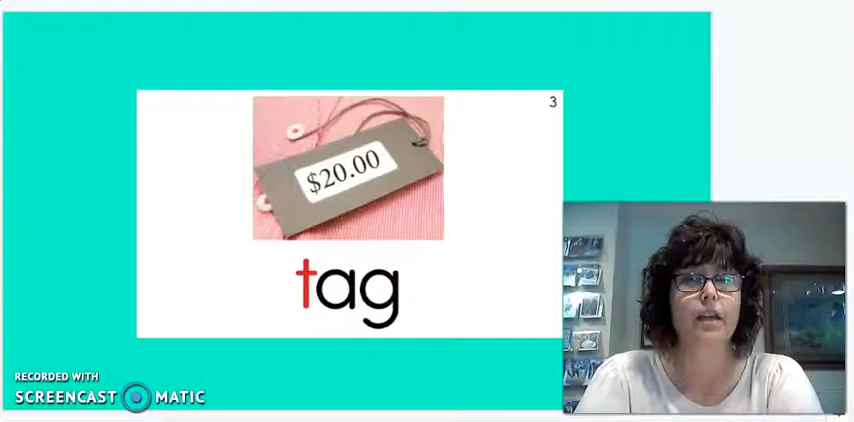 3
$20.00
tag
RECORDED WITH
SCREENCAST MATIC